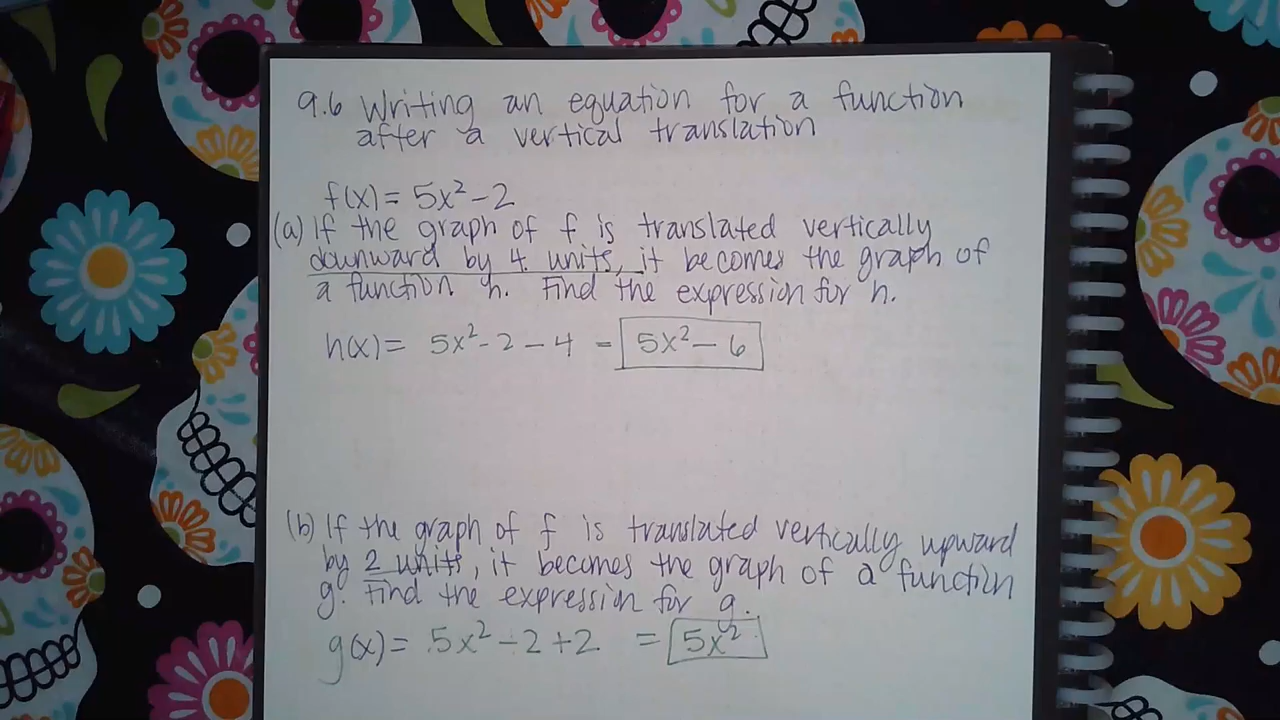 9.6 Writing an equation for a function
after a vertical translation
f(x) = 5x² - 2
(a) If the graph of f is translated vertically
downward by 4 units, it becomes the graph of
a function h. Find the expression for h.
h(x) = 5x² - 2 - 4 = 5x² - 6
(b) If the graph of f is translated vertically upward
by 2 units, it becomes the graph of a function
g. Find the expression for g.
g(x) = 5x² - 2 + 2 = 5x²